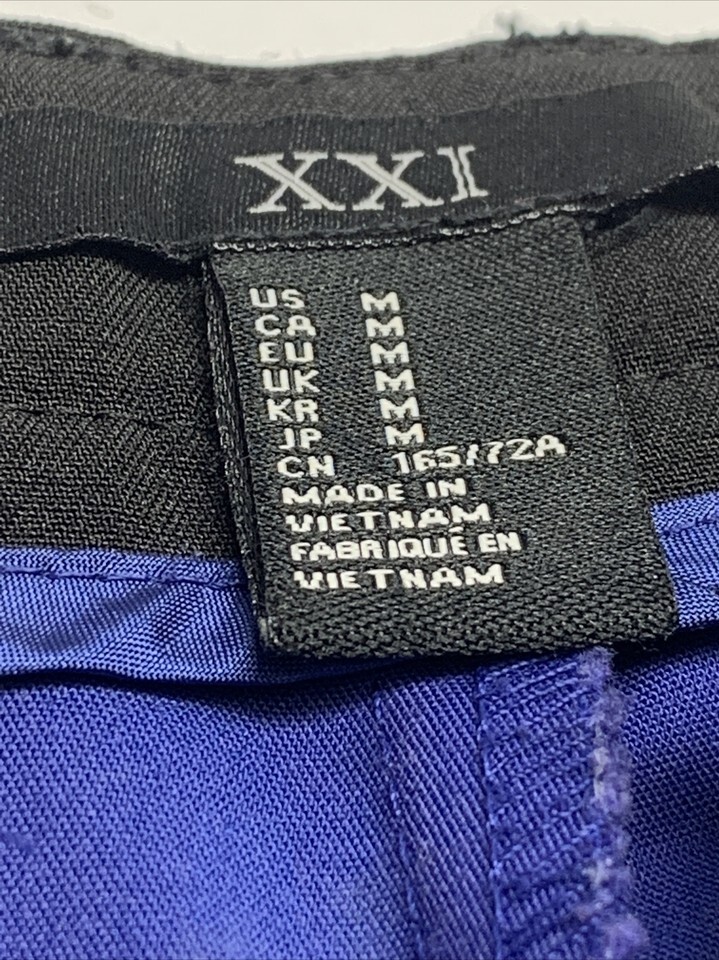 XXI
US M
CA M
EU M
UK M
KR M
JP M
CN 165/72A
MADE IN
VIETNAM
FABRIQUÉ EN
VIETNAM